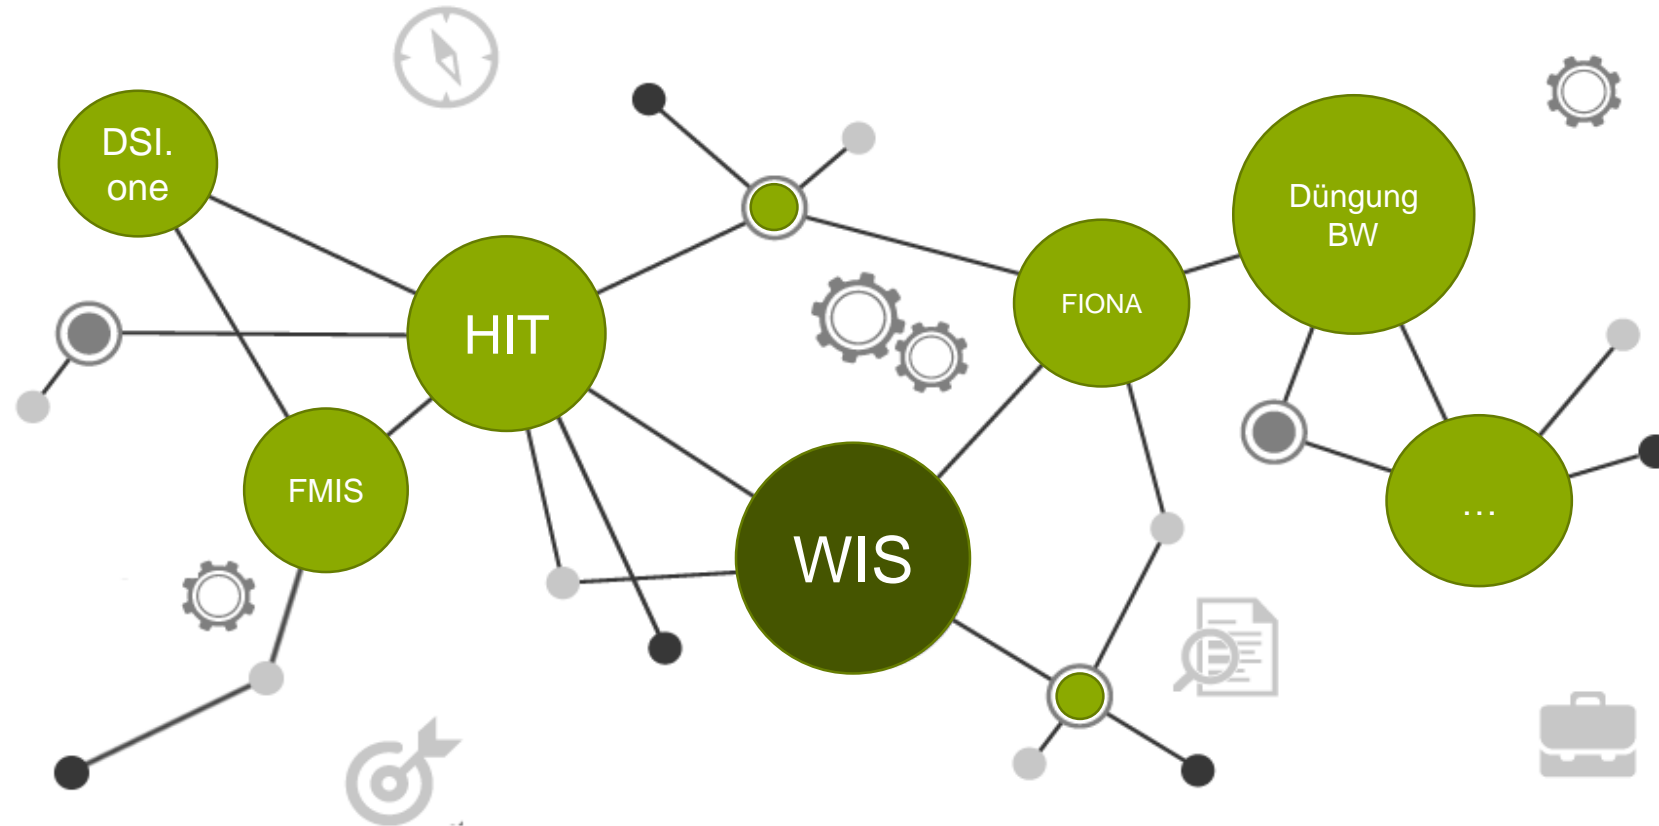 DSI.
one
HIT
FMIS
WIS
FIONA
Düngung
BW
...